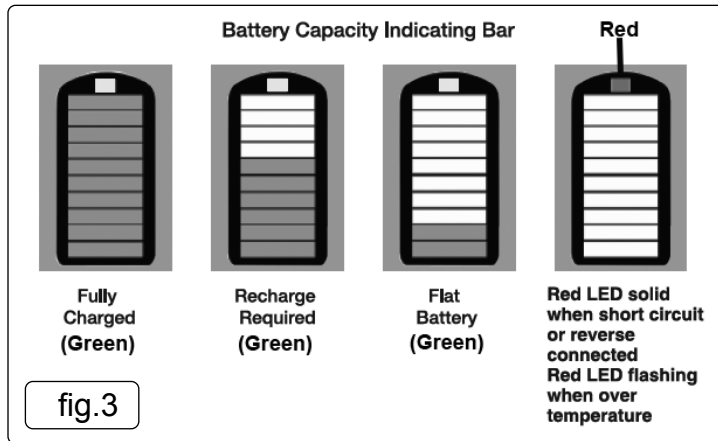 Battery Capacity Indicating Bar
Red
Fully
Charged
(Green)
Recharge
Required
(Green)
Flat
Battery
(Green)
Red LED solid
when short circuit
or reverse
connected
Red LED flashing
when over
temperature
fig.3